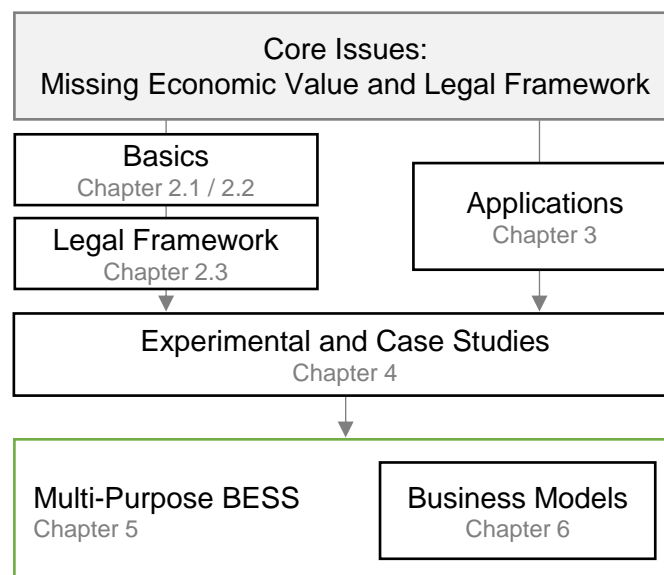 Core Issues:
Missing Economic Value and Legal Framework
Basics
Chapter 2.1 / 2.2
Legal Framework
Chapter 2.3
Applications
Chapter 3
Experimental and Case Studies
Chapter 4
Multi-Purpose BESS
Chapter 5
Business Models
Chapter 6